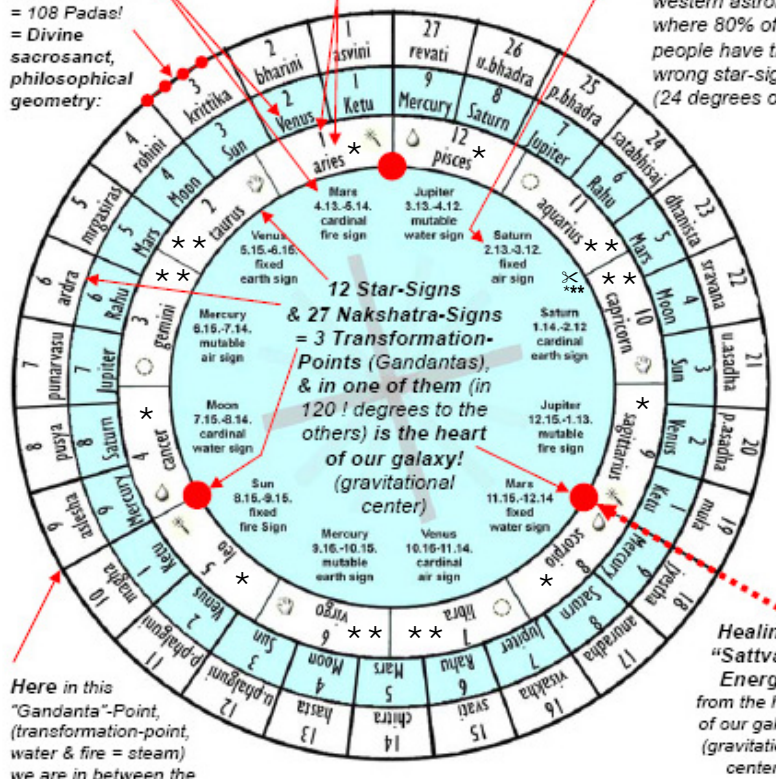 = 108 Padas!
= Divine
sacrosanct,
philosophical
geometry:
western astrol
where 80% of
people have t
wrong star-sig
(24 degrees o
1 asvini
2 bharini
3 krittika
4 rohini
5 mrgasiras
6 ardra
7 punarvasu
8 pusya
9 aslesha
10 magha
11 p.phalguni
12 u.phalguni
13 hasta
14 chitra
15 svati
16 visakha
17 anuradha
18 jyestha
19 mula
20 p.asadha
21 u.asadha
22 sravana
23 dhanistra
24 satabhisaj
25 p.bhadra
26 u.bhadra
27 revati
1 Ketu
2 Venus
3 Sun
4 Moon
5 Mars
6 Rahu
7 Jupiter
8 Saturn
9 Mercury
1 Ketu
2 Venus
3 Sun
4 Moon
5 Mars
6 Rahu
7 Jupiter
8 Saturn
9 Mercury
1 Ketu
2 Venus
3 Sun
4 Moon
5 Mars
6 Rahu
7 Jupiter
8 Saturn
9 Mercury
1 aries *
2 taurus * *
3 gemini * *
4 cancer *
5 leo *
6 virgo * *
7 libra * *
8 scorpio *
9 sagittarius *
10 capricorn * *
11 aquarius * *
12 pisces *
Mars
4.13.-5.14.
cardinal
fire sign
Jupiter
3.13.-4.12.
mutable
water sign
Venus
5.15.-6.15.
fixed
earth sign
Saturn
2.13.-3.12.
fixed
air sign
***
Mercury
6.15.-7.14.
mutable
air sign
Saturn
1.14.-2.12
cardinal
earth sign
Moon
7.15.-8.14.
cardinal
water sign
Jupiter
12.15.-1.13.
mutable
fire sign
Sun
8.15.-9.15.
fixed
fire Sign
Mars
11.15.-12.14
fixed
water sign
Mercury
9.16.-10.15.
mutable
earth sign
Venus
10.16-11.14.
cardinal
air sign
12 Star-Signs
& 27 Nakshatra-Signs
= 3 Transformation-
Points (Gandantas),
& in one of them (in
120 ! degrees to the
others) is the heart
of our galaxy!
(gravitational
center)
Here in this
"Gandanta"-Point,
(transformation-point,
water & fire = steam)
we are in between the
Healin
"Sattva
Energ
from the h
of our gal
(gravitatio
center